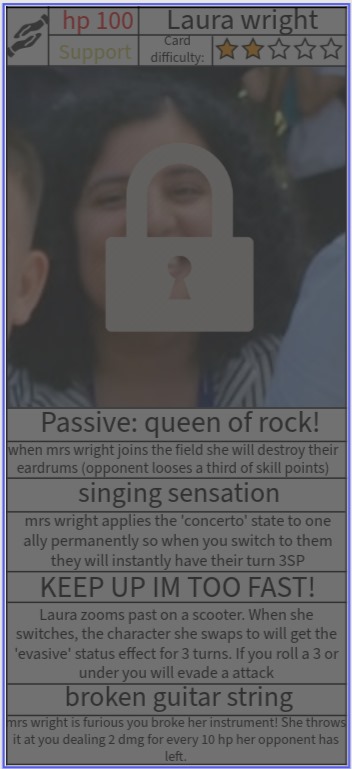 hp 100
Laura wright
Support
Card
difficulty:
Passive: queen of rock!
when mrs wright joins the field she will destroy their
eardrums (opponent looses a third of skill points)
singing sensation
mrs wright applies the 'concerto' state to one
ally permanently so when you switch to them
they will instantly have their turn 3SP
KEEP UP IM TOO FAST!
Laura zooms past on a scooter. When she
switches, the character she swaps to will get the
'evasive' status effect for 3 turns. If you roll a 3 or
under you will evade a attack
broken guitar string
mrs wright is furious you broke her instrument! She throws
it at you dealing 2 dmg for every 10 hp her opponent has
left.